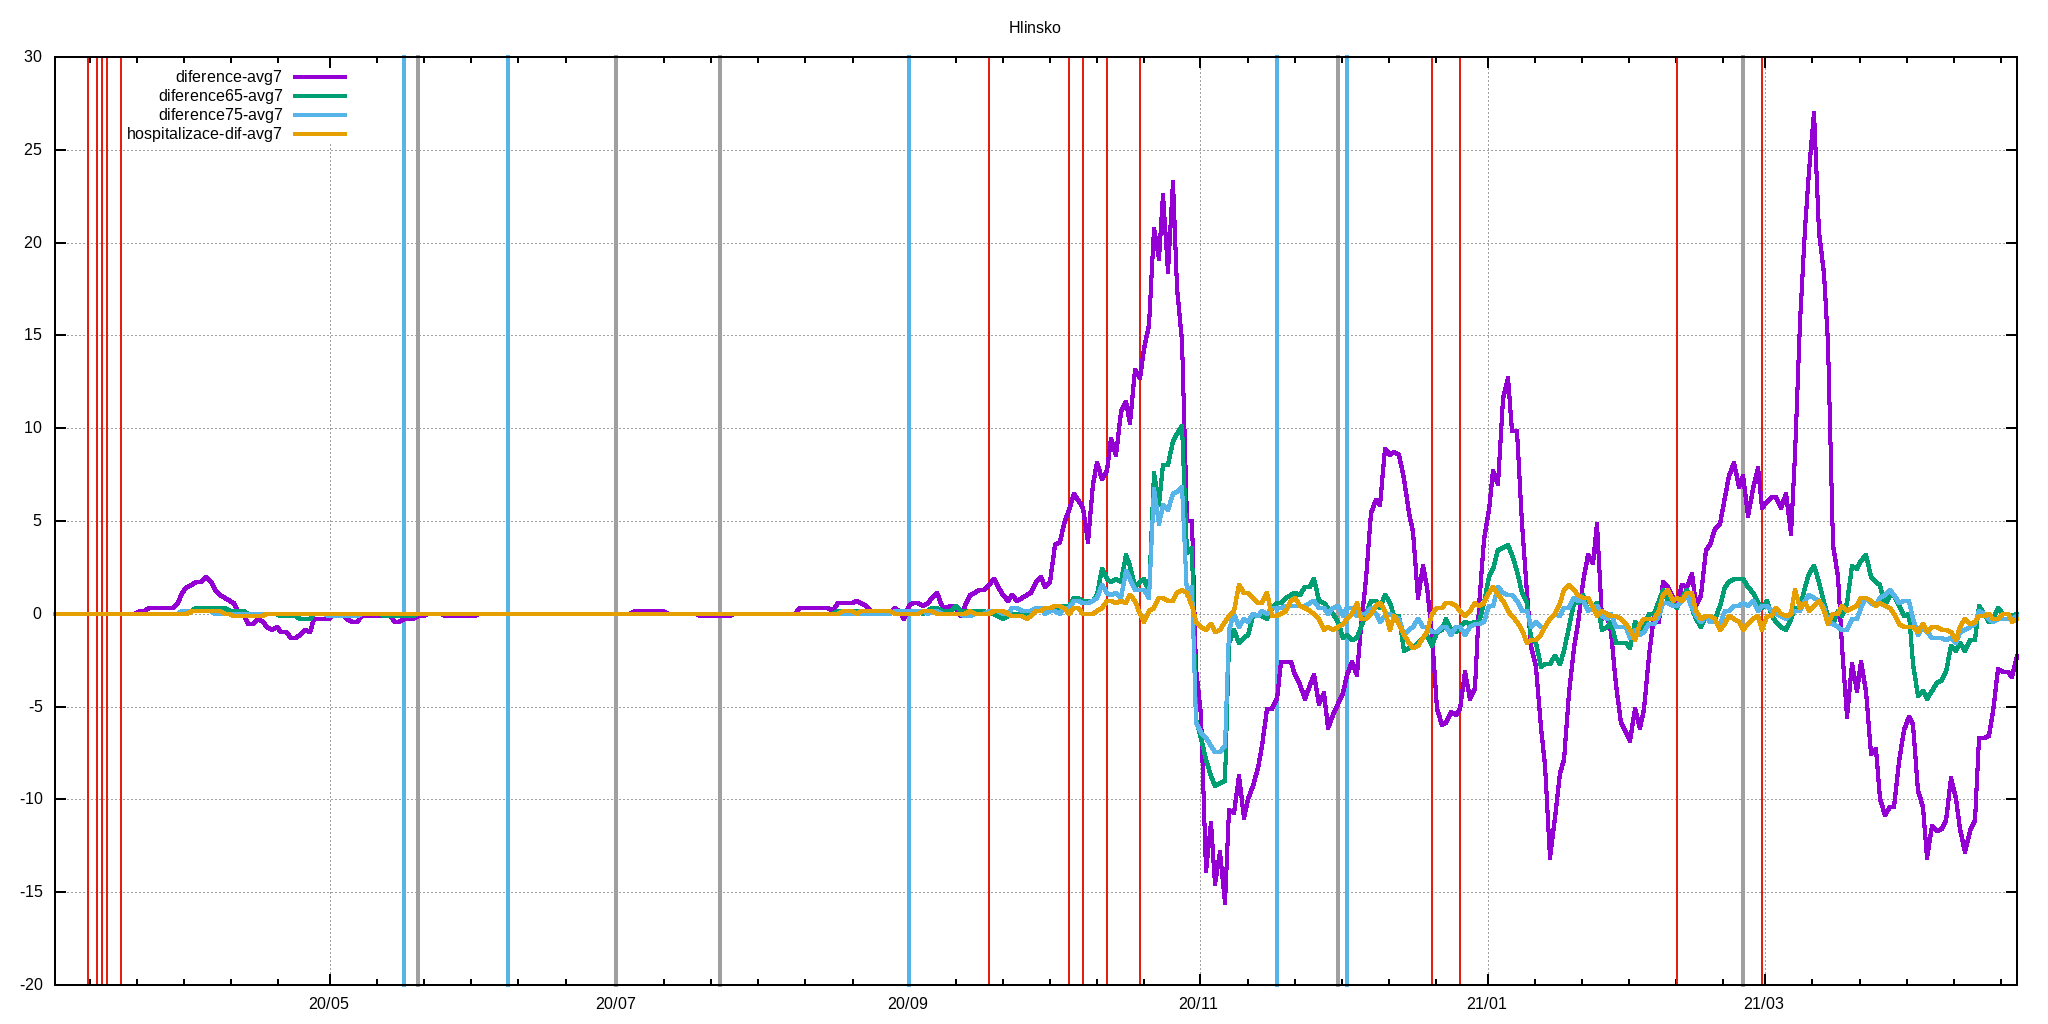 Hlinsko
diference-avg7
diference65-avg7
diference75-avg7
hospitalizace-dif-avg7
30
25
20
15
10
5
0
-5
-10
-15
-20
20/05 20/07 20/09 20/11 21/01 21/03